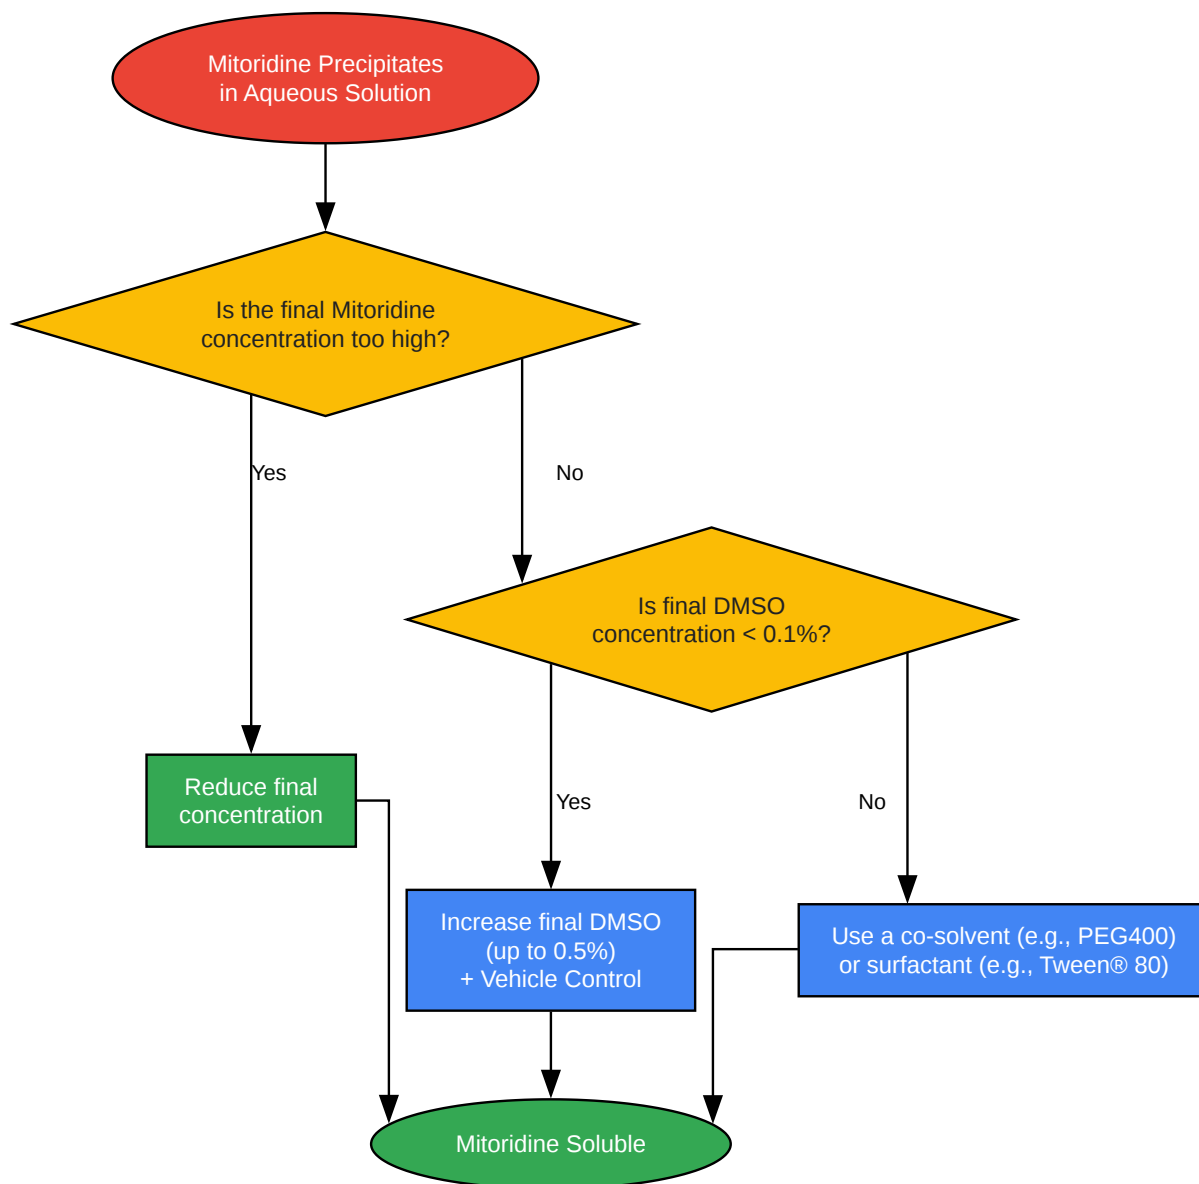 Mitoridine Precipitates
in Aqueous Solution
Is the final Mitoridine
concentration too high?
Yes
No
Is final DMSO
concentration < 0.1%?
Reduce final
concentration
Yes
No
Increase final DMSO
(up to 0.5%)
+ Vehicle Control
Use a co-solvent (e.g., PEG400)
or surfactant (e.g., Tween® 80)
Mitoridine Soluble